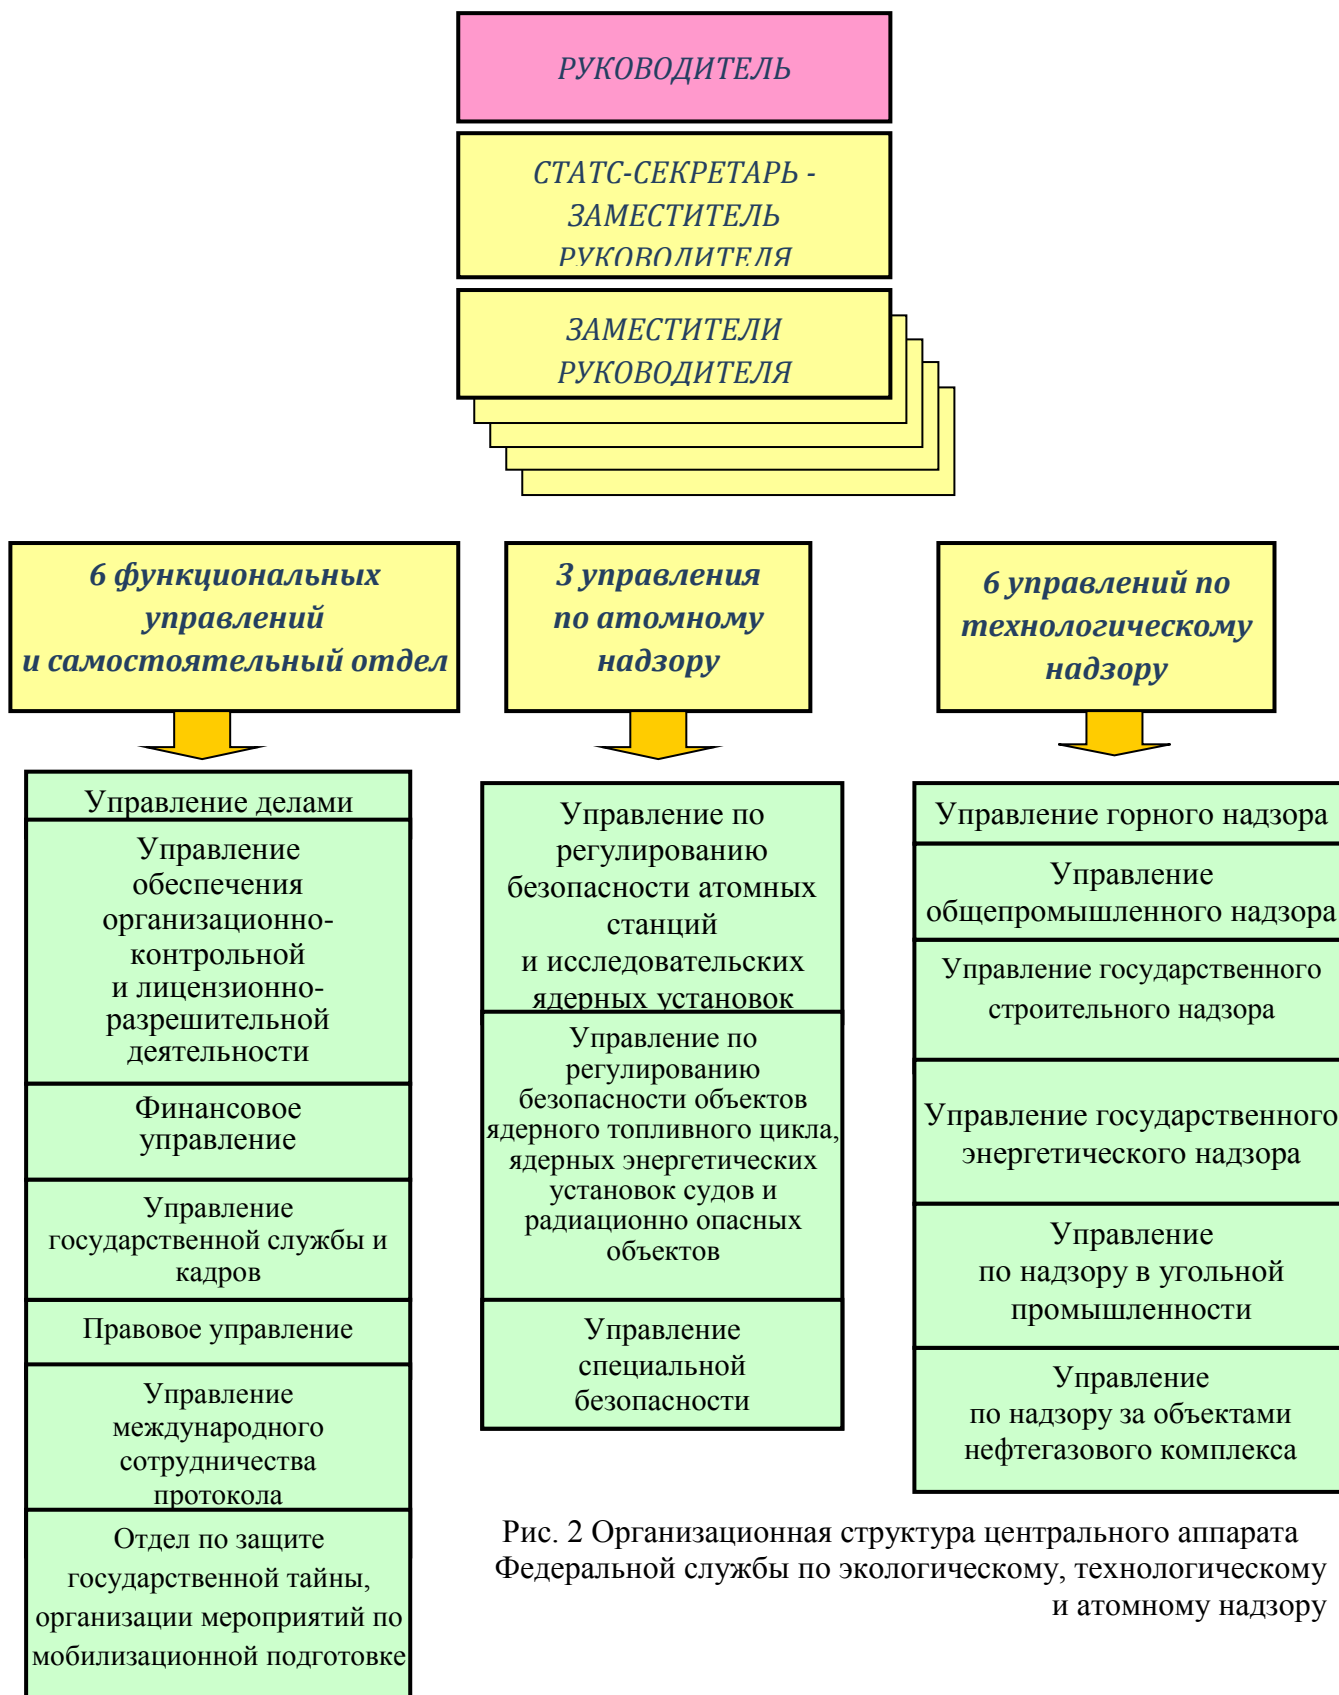 РУКОВОДИТЕЛЬ
СТАТС-СЕКРЕТАРЬ -
ЗАМЕСТИТЕЛЬ
РУКОВОДИТЕЛЯ
ЗАМЕСТИТЕЛИ
РУКОВОДИТЕЛЯ
6 функциональных
управлений
и самостоятельный отдел
Управление делами
Управление
обеспечения
организационно-
контрольной
и лицензионно-
разрешительной
деятельности
Финансовое
управление
Управление
государственной службы и
кадров
Правовое управление
Управление
международного
сотрудничества
протокола
Отдел по защите
государственной тайны,
организации мероприятий по
мобилизационной подготовке
3 управления
по атомному
надзору
Управление по
регулированию
безопасности атомных
станций
и исследовательских
ядерных установок
Управление по
регулированию
безопасности объектов
ядерного топливного цикла,
ядерных энергетических
установок судов и
радиационно опасных
объектов
Управление
специальной
безопасности
6 управлений по
технологическому
надзору
Управление горного надзора
Управление
общепромышленного надзора
Управление государственного
строительного надзора
Управление государственного
энергетического надзора
Управление
по надзору в угольной
промышленности
Управление
по надзору за объектами
нефтегазового комплекса
Рис. 2 Организационная структура центрального аппарата
Федеральной службы по экологическому, технологическому
и атомному надзору